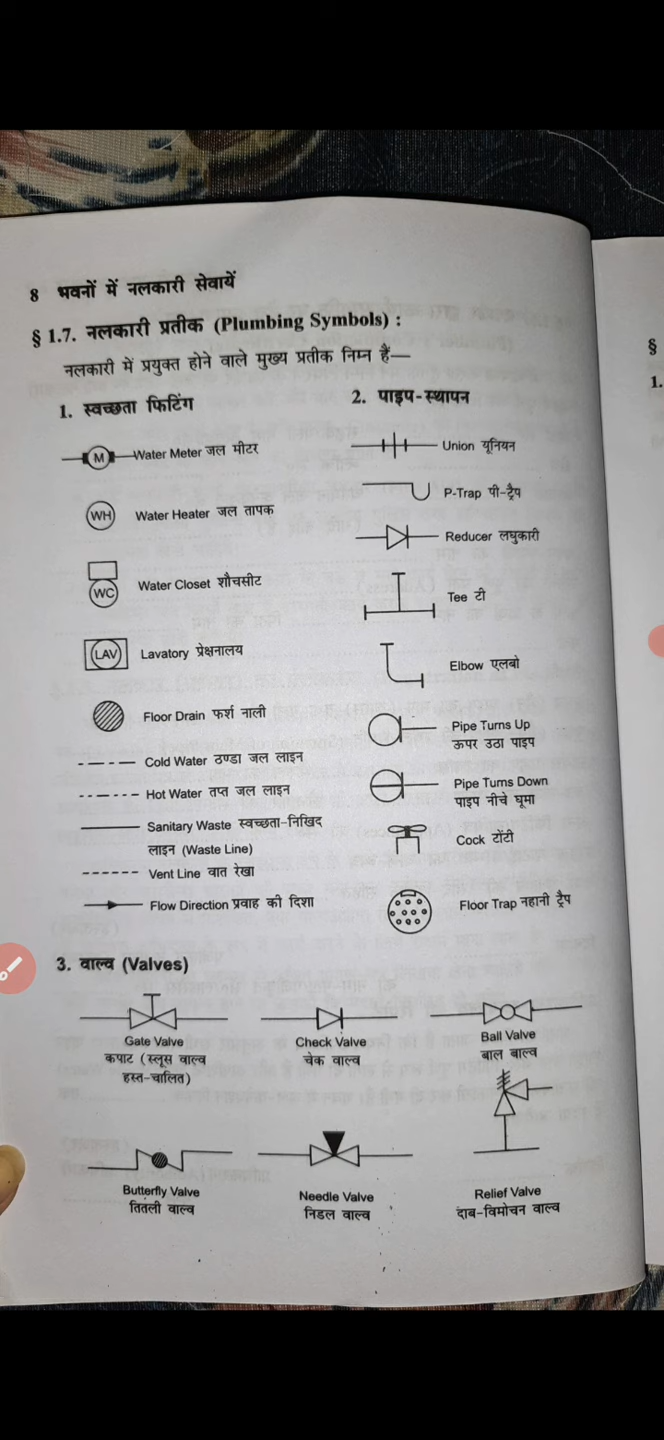 8 भवनों में नलकारी सेवायें
§ 1.7. नलकारी प्रतीक (Plumbing Symbols) :
नलकारी में प्रयुक्त होने वाले मुख्य प्रतीक निम्न हैं—
1. स्वच्छता फिटिंग
M Water Meter जल मीटर
WH Water Heater जल तापक
WC Water Closet शौचसीट
LAV Lavatory प्रेक्षनालय
Floor Drain फर्श नाली
Cold Water ठण्डा जल लाइन
Hot Water तप्त जल लाइन
Sanitary Waste स्वच्छता-निखिद
लाइन (Waste Line)
Vent Line वात रेखा
Flow Direction प्रवाह की दिशा
2. पाइप-स्थापन
Union यूनियन
P-Trap पी-ट्रैप
Reducer लघुकारी
Tee टी
Elbow एलबो
Pipe Turns Up
ऊपर उठा पाइप
Pipe Turns Down
पाइप नीचे घूमा
Cock टोंटी
Floor Trap नहानी ट्रैप
3. वाल्व (Valves)
Gate Valve
कपाट (स्लूस वाल्व
हस्त-चालित)
Check Valve
चेक वाल्व
Ball Valve
बाल बाल्व
Butterfly Valve
तितली वाल्व
Needle Valve
निडल वाल्व
Relief Valve
दाब-विमोचन वाल्व
§
1.